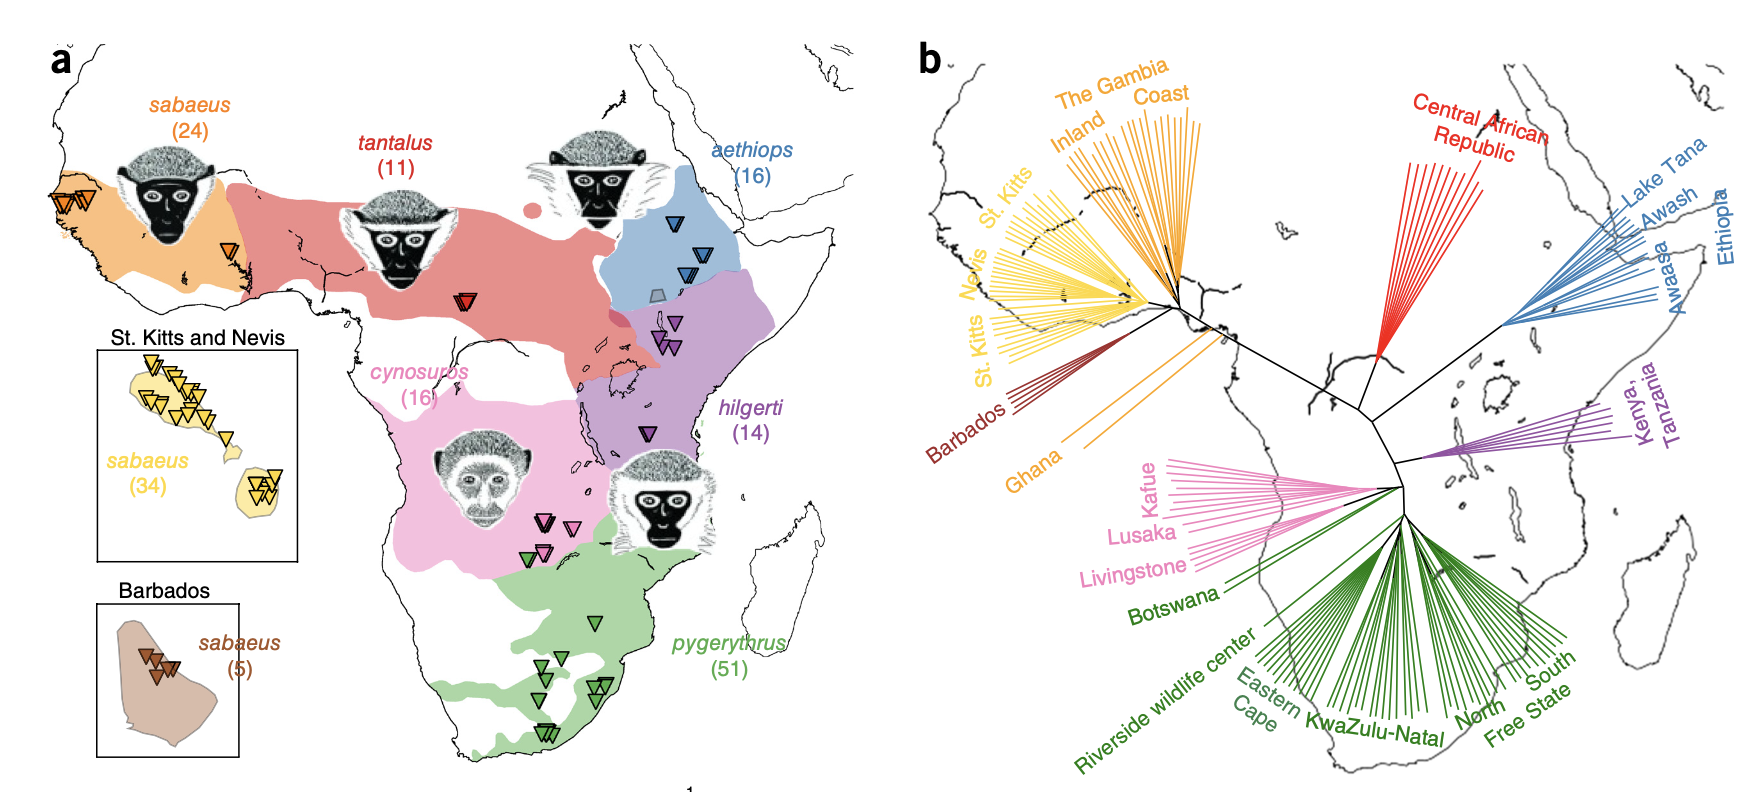 a
sabaeus
(24)
tantalus
(11)
aethiops
(16)
St. Kitts and Nevis
sabaeus
(34)
cynosuros
(16)
hilgerti
(14)
Barbados
sabaeus
(5)
pygerythrus
(51)
1
b
The Gambia
Coast
Inland
St. Kitts
Nevis
St. Kitts
Barbados
Ghana
Central African
Republic
Lake Tana
Awash
Awaasa
Ethiopia
Kenya,
Tanzania
Kafue
Lusaka
Livingstone
Botswana
Riverside wildlife center
Eastern
Cape
KwaZulu-Natal
North
South
Free State